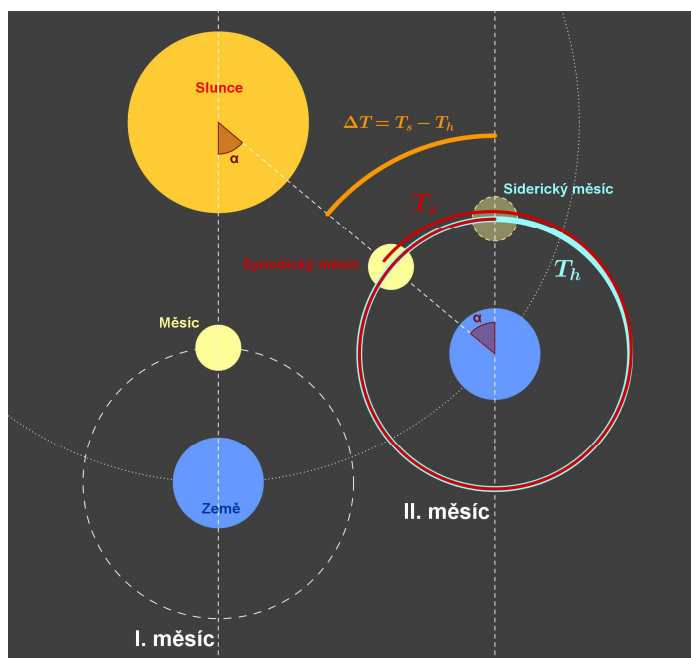 Slunce
α
ΔT = Tₛ − Tₕ
Siderický měsíc
Tₛ
Synodický měsíc
Tₕ
Měsíc
α
Země
II. měsíc
I. měsíc